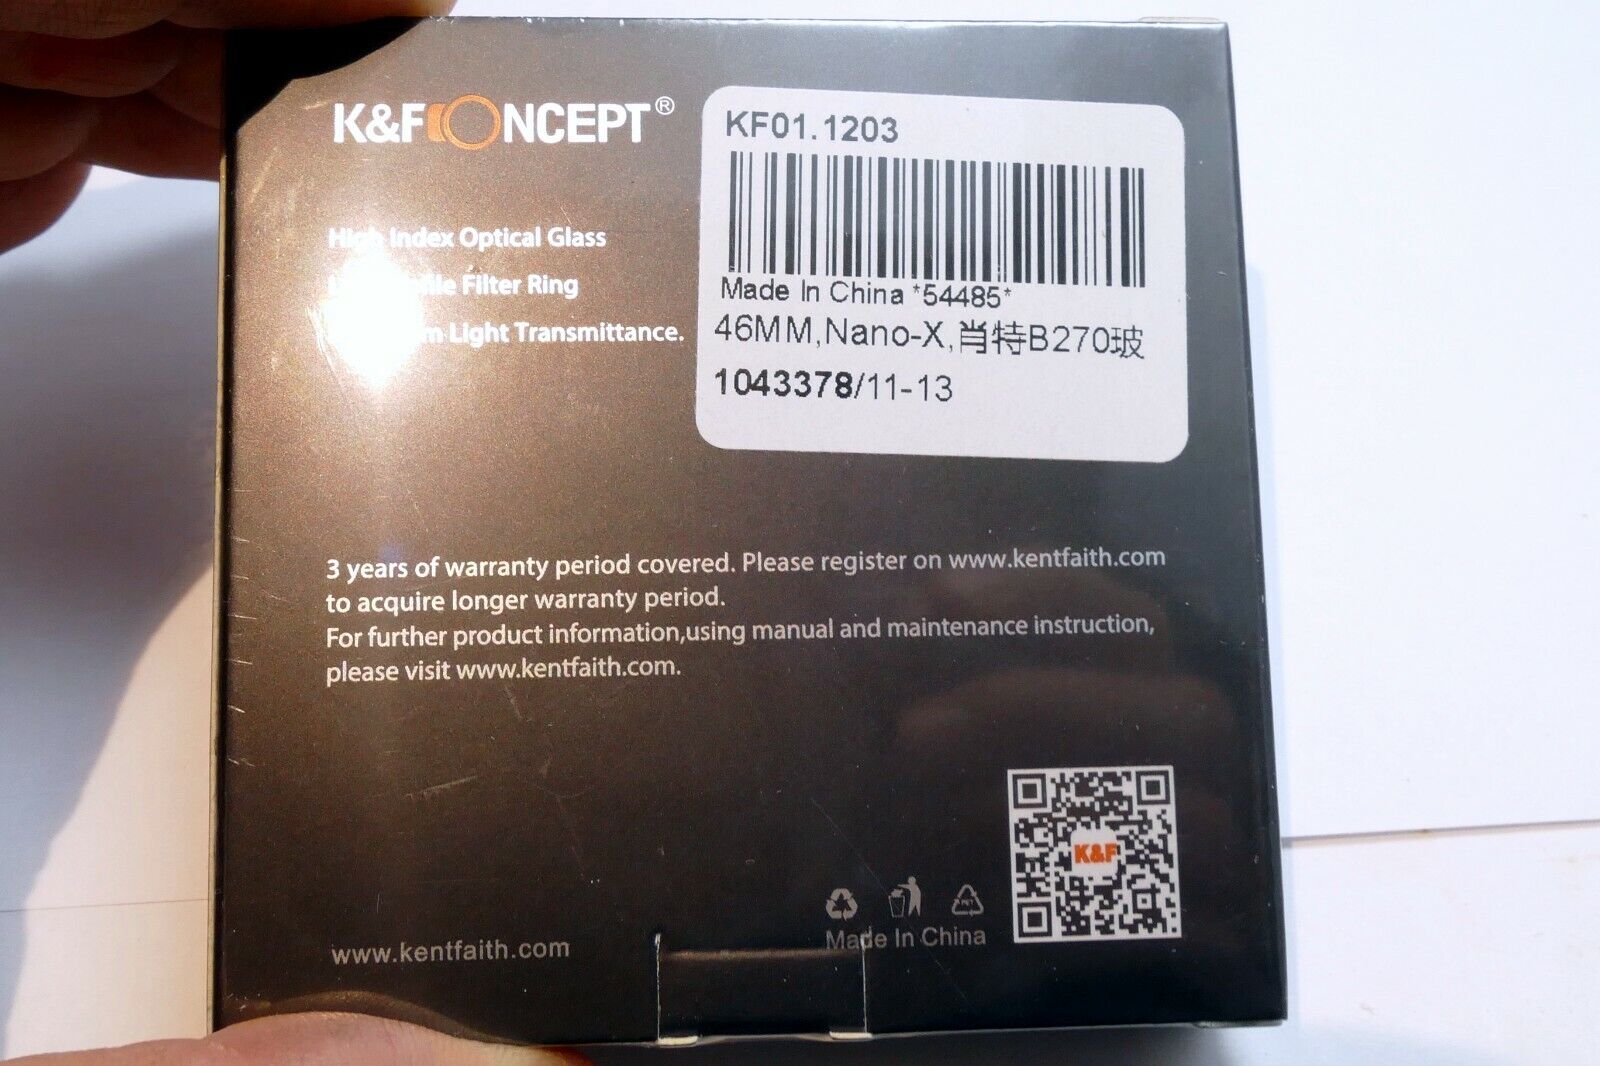 K&F CONCEPT®
High Index Optical Glass
Filter Ring
Light Transmittance.
KF01.1203
Made In China *54485*
46MM,Nano-X,肖特B270玻
1043378/11-13
3 years of warranty period covered. Please register on www.kentfaith.com
to acquire longer warranty period.
For further product information,using manual and maintenance instruction,
please visit www.kentfaith.com.
K&F
PET
www.kentfaith.com
Made In China